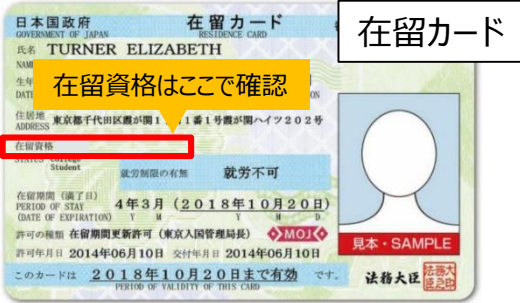 日本国政府 在留カード
GOVERNMENT OF JAPAN RESIDENCE CARD
在留カード
氏名 TURNER ELIZABETH
NAME
在留資格はここで確認
住居地
ADDRESS 東京都千代田区霞が関1丁目1番1号霞が関ハイツ202号
在留資格
STATUS College
Student
就労制限の有無 就労不可
在留期間(満了日)
PERIOD OF STAY
(DATE OF EXPIRATION)
4年3月(2018年10月20日)
Y M Y M D
許可の種類 在留期間更新許可(東京入国管理局長) MOJ
許可年月日 2014年06月10日 交付年月日 2014年06月10日
このカードは 2018年10月20日まで有効 です。
PERIOD OF VALIDITY OF THIS CARD
見本・SAMPLE
法務大臣